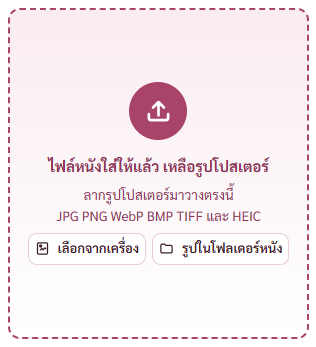 ไฟล์หนังใส่ให้แล้ว เหลือรูปโปสเตอร์
ลากรูปโปสเตอร์มาวางตรงนี้
JPG PNG WebP BMP TIFF และ HEIC
เลือกจากเครื่อง
รูปในโฟลเดอร์หนัง